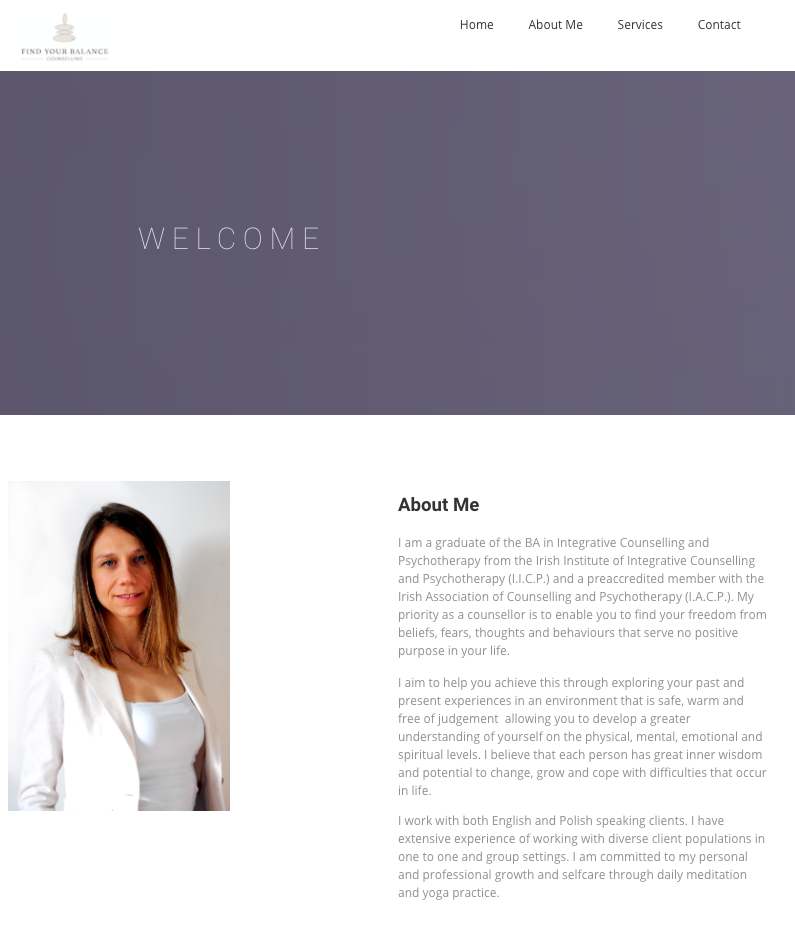 FIND YOUR BALANCE
COUNSELLING
Home About Me Services Contact
WELCOME
About Me
I am a graduate of the BA in Integrative Counselling and
Psychotherapy from the Irish Institute of Integrative Counselling
and Psychotherapy (I.I.C.P.) and a preaccredited member with the
Irish Association of Counselling and Psychotherapy (I.A.C.P.). My
priority as a counsellor is to enable you to find your freedom from
beliefs, fears, thoughts and behaviours that serve no positive
purpose in your life.
I aim to help you achieve this through exploring your past and
present experiences in an environment that is safe, warm and
free of judgement  allowing you to develop a greater
understanding of yourself on the physical, mental, emotional and
spiritual levels. I believe that each person has great inner wisdom
and potential to change, grow and cope with difficulties that occur
in life.
I work with both English and Polish speaking clients. I have
extensive experience of working with diverse client populations in
one to one and group settings. I am committed to my personal
and professional growth and selfcare through daily meditation
and yoga practice.